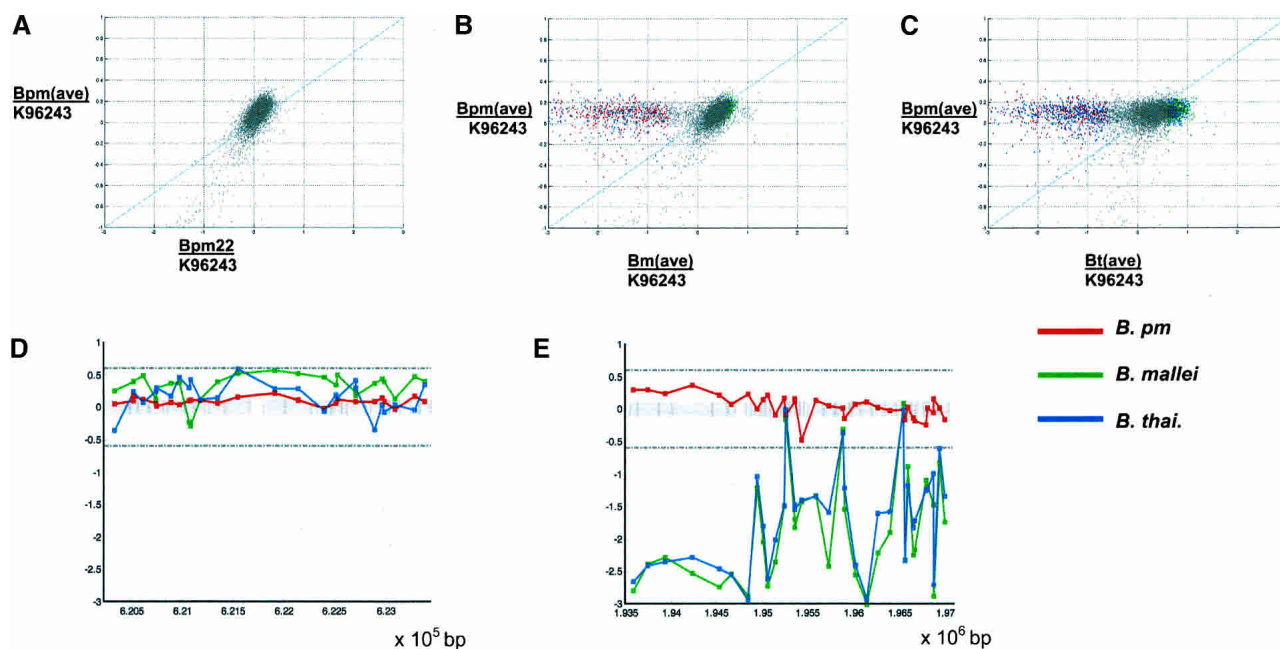 A
B
C
Bpm(ave)
K96243
Bpm22
K96243
Bpm(ave)
K96243
Bm(ave)
K96243
Bpm(ave)
K96243
Bt(ave)
K96243
D
1
0.5
0
-0.5
-1
-1.5
-2
-2.5
-3
6.205 6.21 6.215 6.22 6.225 6.23
x 10⁵ bp
E
1
0.5
0
-0.5
-1
-1.5
-2
-2.5
-3
1.935 1.94 1.945 1.95 1.955 1.96 1.965 1.97
x 10⁶ bp
B. pm
B. mallei
B. thai.